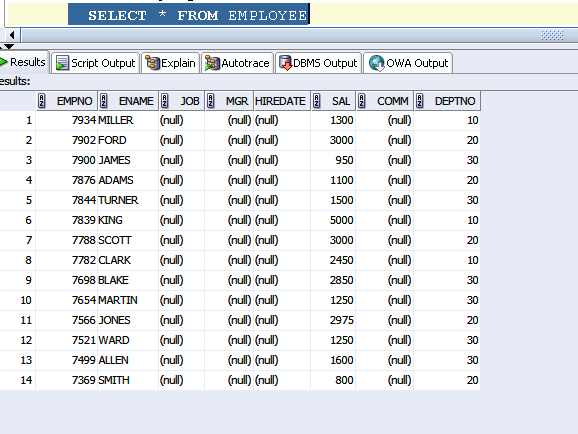 SELECT * FROM EMPLOYEE
Results Script Output Explain Autotrace DBMS Output OWA Output
esults:
EMPNO ENAME JOB MGR HIREDATE SAL COMM DEPTNO
1 7934 MILLER (null) (null) (null) 1300 (null) 10
2 7902 FORD (null) (null) (null) 3000 (null) 20
3 7900 JAMES (null) (null) (null) 950 (null) 30
4 7876 ADAMS (null) (null) (null) 1100 (null) 20
5 7844 TURNER (null) (null) (null) 1500 (null) 30
6 7839 KING (null) (null) (null) 5000 (null) 10
7 7788 SCOTT (null) (null) (null) 3000 (null) 20
8 7782 CLARK (null) (null) (null) 2450 (null) 10
9 7698 BLAKE (null) (null) (null) 2850 (null) 30
10 7654 MARTIN (null) (null) (null) 1250 (null) 30
11 7566 JONES (null) (null) (null) 2975 (null) 20
12 7521 WARD (null) (null) (null) 1250 (null) 30
13 7499 ALLEN (null) (null) (null) 1600 (null) 30
14 7369 SMITH (null) (null) (null) 800 (null) 20